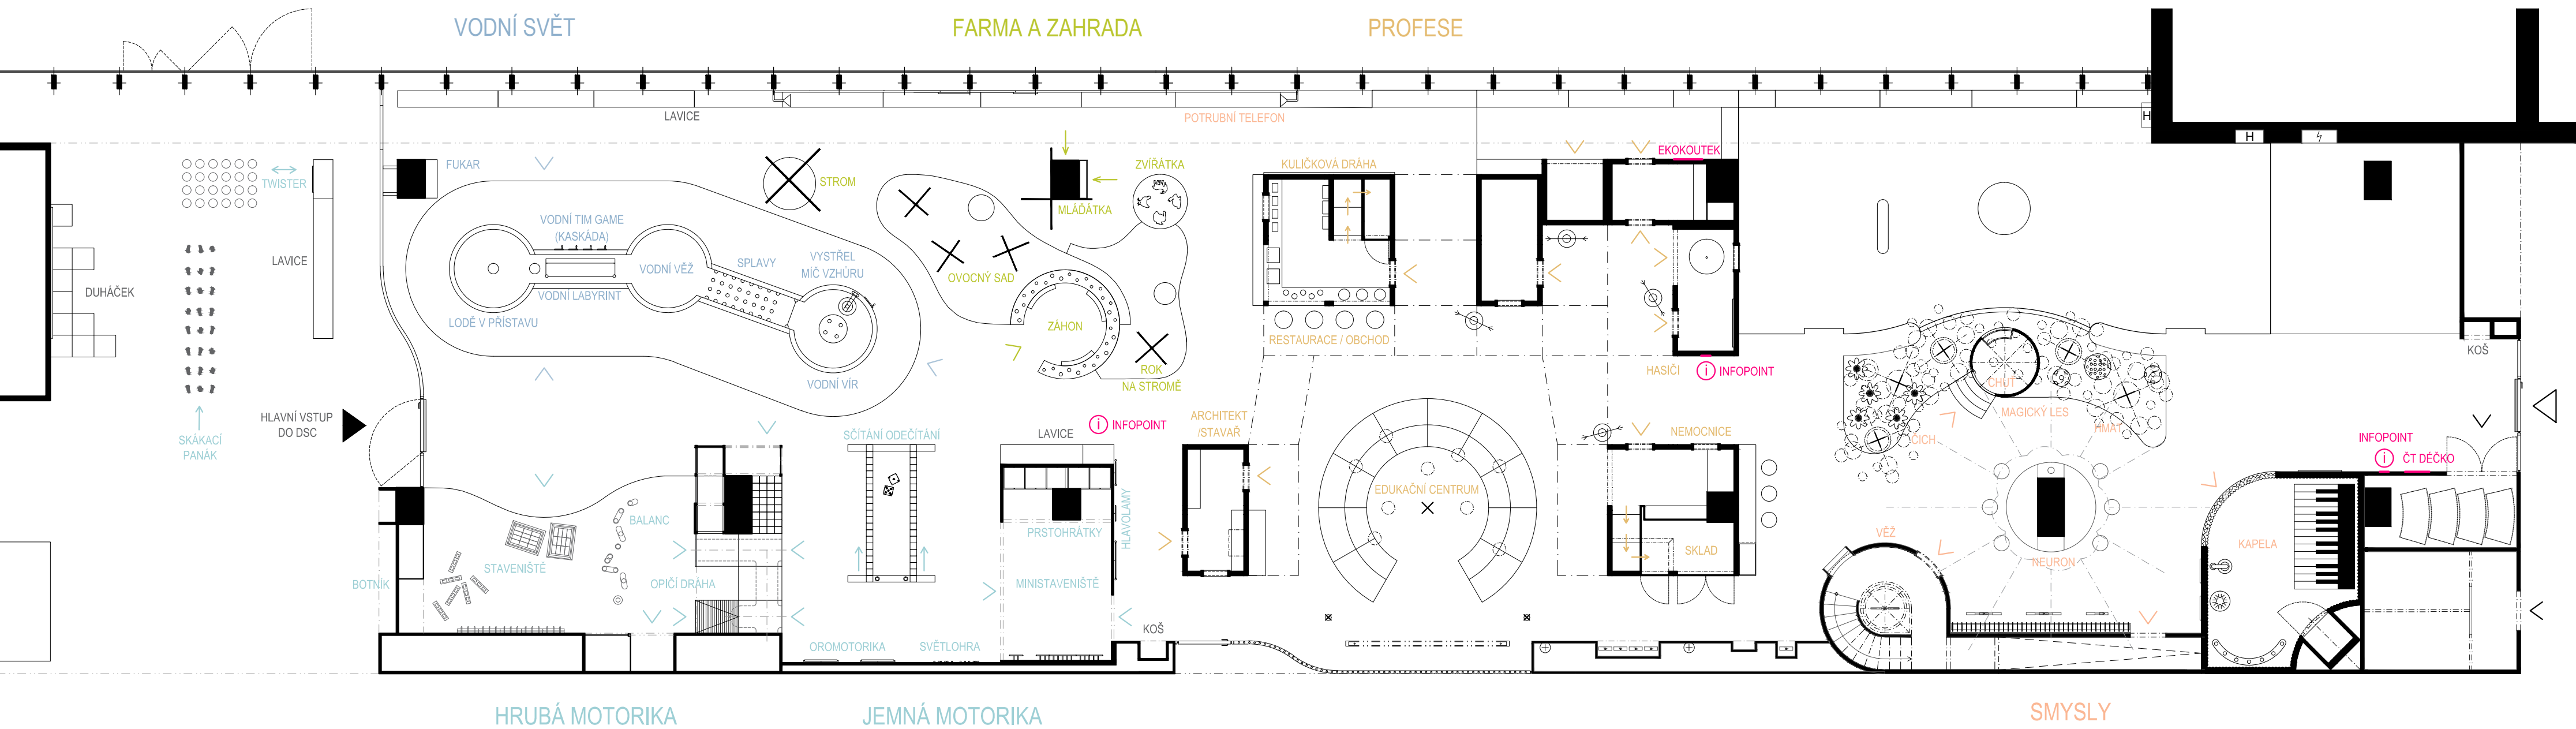 VODNÍ SVĚT
FARMA A ZAHRADA
PROFESE
LAVICE
POTRUBNÍ TELEFON
H
H
FUKAR
TWISTER
STROM
ZVÍŘÁTKA
MLÁĎÁTKA
KULIČKOVÁ DRÁHA
EKOKOUTEK
VODNÍ TIM GAME
(KASKÁDA)
VODNÍ VĚŽ
SPLAVY
VYSTŘEL
MÍČ VZHŮRU
VODNÍ LABYRINT
LODĚ V PŘÍSTAVU
VODNÍ VÍR
OVOCNÝ SAD
ZÁHON
ROK
NA STROMĚ
LAVICE
DUHÁČEK
RESTAURACE / OBCHOD
HASIČI
i INFOPOINT
KOŠ
CHUŤ
MAGICKÝ LES
ČICH
HMAT
HLAVNÍ VSTUP
DO DSC
SKÁKACÍ
PANÁK
SČÍTÁNÍ ODEČÍTÁNÍ
LAVICE
i INFOPOINT
ARCHITEKT
/STAVAŘ
NEMOCNICE
INFOPOINT
i ČT DÉČKO
EDUKAČNÍ CENTRUM
BALANC
STAVENIŠTĚ
BOTNÍK
OPIČÍ DRÁHA
PRSTOHRÁTKY
HLAVOLAMY
MINISTAVENIŠTĚ
SKLAD
VĚŽ
NEURON
KAPELA
OROMOTORIKA
SVĚTLOHRA
KOŠ
HRUBÁ MOTORIKA
JEMNÁ MOTORIKA
SMYSLY